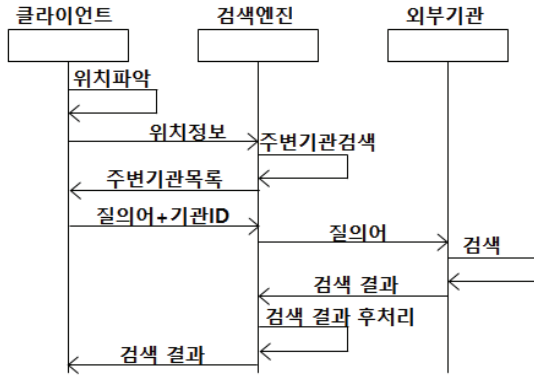 클라이언트
검색엔진
외부기관
위치파악
위치정보
주변기관검색
주변기관목록
질의어+기관ID
질의어
검색
검색 결과
검색 결과 후처리
검색 결과